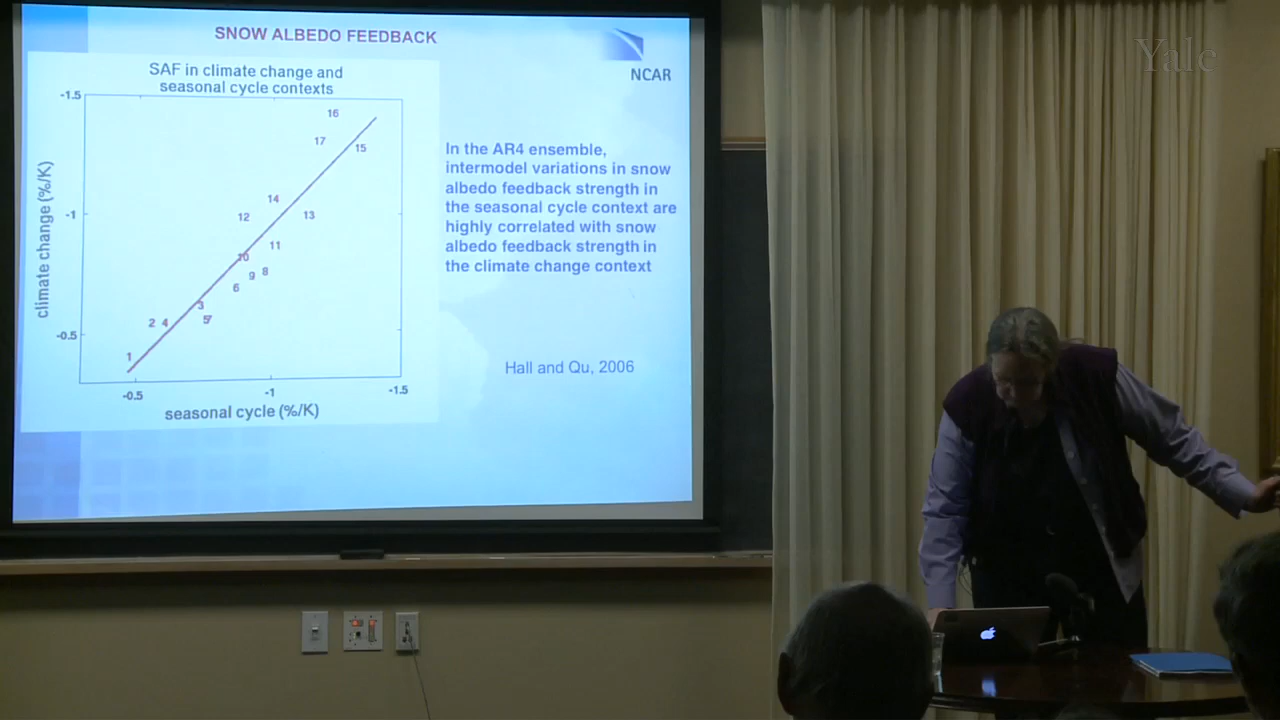 SNOW ALBEDO FEEDBACK
NCAR
Yale
SAF in climate change and
seasonal cycle contexts
-1.5
-1
-0.5
climate change (%/K)
16
17
15
14
12
13
11
10
9 8
6
3
2 4
57
1
-0.5
-1
-1.5
seasonal cycle (%/K)
In the AR4 ensemble,
intermodel variations in snow
albedo feedback strength in
the seasonal cycle context are
highly correlated with snow
albedo feedback strength in
the climate change context
Hall and Qu, 2006